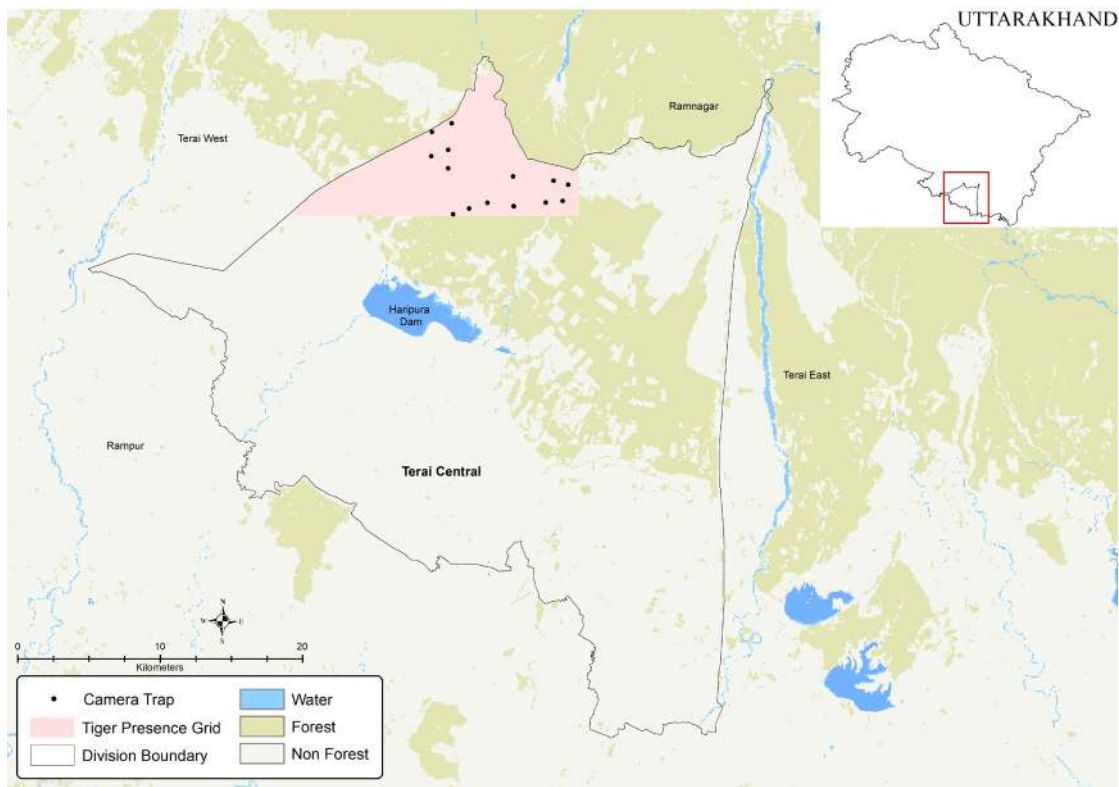 UTTARAKHAND
Ramnagar
Terai West
Haripura
Dam
Terai East
Rampur
Terai Central
N
W E
S
0 10 20
Kilometers
Camera Trap
Tiger Presence Grid
Division Boundary
Water
Forest
Non Forest